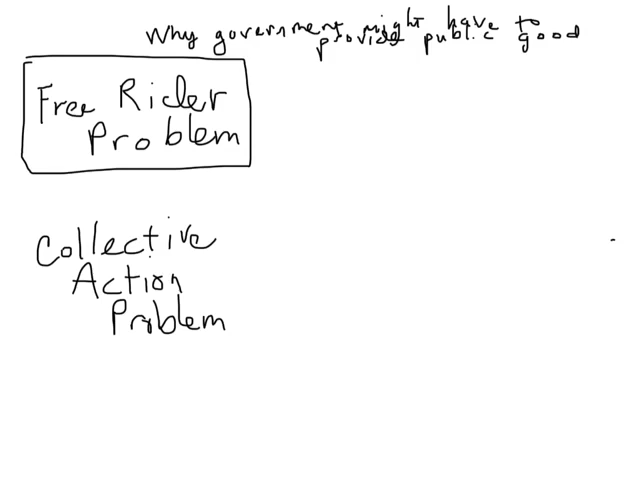 Why government might have to
provide public good
Free Rider
Problem
Collective
Action
Problem